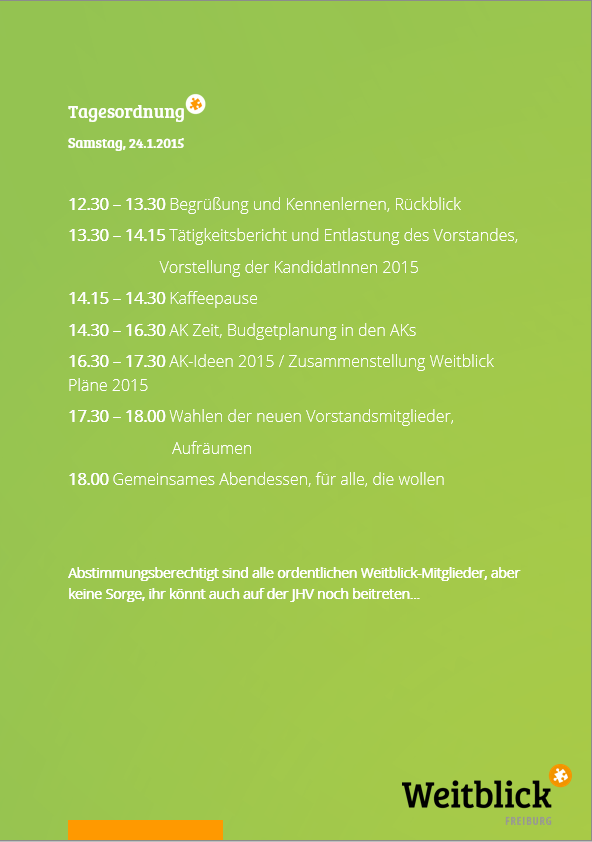 Tagesordnung
Samstag, 24.1.2015
12.30 – 13.30 Begrüßung und Kennenlernen, Rückblick
13.30 – 14.15 Tätigkeitsbericht und Entlastung des Vorstandes,
Vorstellung der KandidatInnen 2015
14.15 – 14.30 Kaffeepause
14.30 – 16.30 AK Zeit, Budgetplanung in den AKs
16.30 – 17.30 AK-Ideen 2015 / Zusammenstellung Weitblick
Pläne 2015
17.30 – 18.00 Wahlen der neuen Vorstandsmitglieder,
Aufräumen
18.00 Gemeinsames Abendessen, für alle, die wollen
Abstimmungsberechtigt sind alle ordentlichen Weitblick-Mitglieder, aber
keine Sorge, ihr könnt auch auf der JHV noch beitreten...
Weitblick
FREIBURG